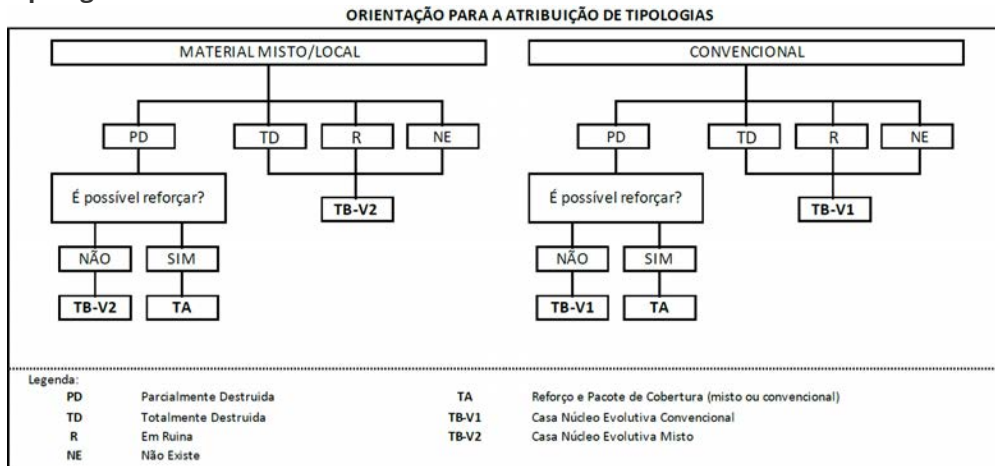 ORIENTAÇÃO PARA A ATRIBUIÇÃO DE TIPOLOGIAS
MATERIAL MISTO/LOCAL
PD
TD
R
NE
É possível reforçar?
TB-V2
NÃO
SIM
TB-V2
TA
CONVENCIONAL
PD
TD
R
NE
É possível reforçar?
TB-V1
NÃO
SIM
TB-V1
TA
Legenda:
PD Parcialmente Destruida
TD Totalmente Destruida
R Em Ruina
NE Não Existe
TA Reforço e Pacote de Cobertura (misto ou convencional)
TB-V1 Casa Núcleo Evolutiva Convencional
TB-V2 Casa Núcleo Evolutiva Misto